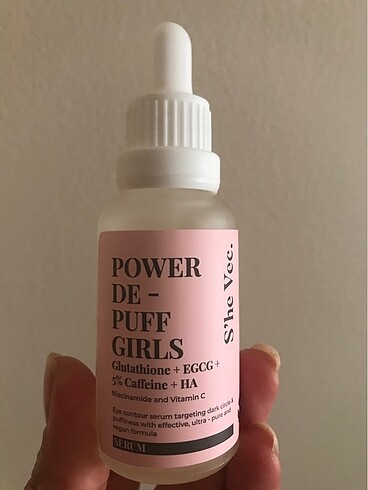 POWER
DE -
PUFF
GIRLS
Glutathione + EGCG +
5% Caffeine + HA
Niacinamide and Vitamin C
Eye contour serum targeting dark circle &
puffiness with effective, ultra - pure and
vegan formula
SERUM
S'he Vec.